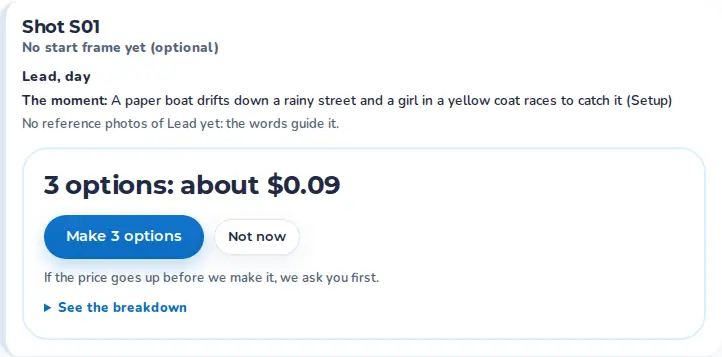 Shot S01
No start frame yet (optional)
Lead, day
The moment: A paper boat drifts down a rainy street and a girl in a yellow coat races to catch it (Setup)
No reference photos of Lead yet: the words guide it.
3 options: about $0.09
Make 3 options
Not now
If the price goes up before we make it, we ask you first.
See the breakdown